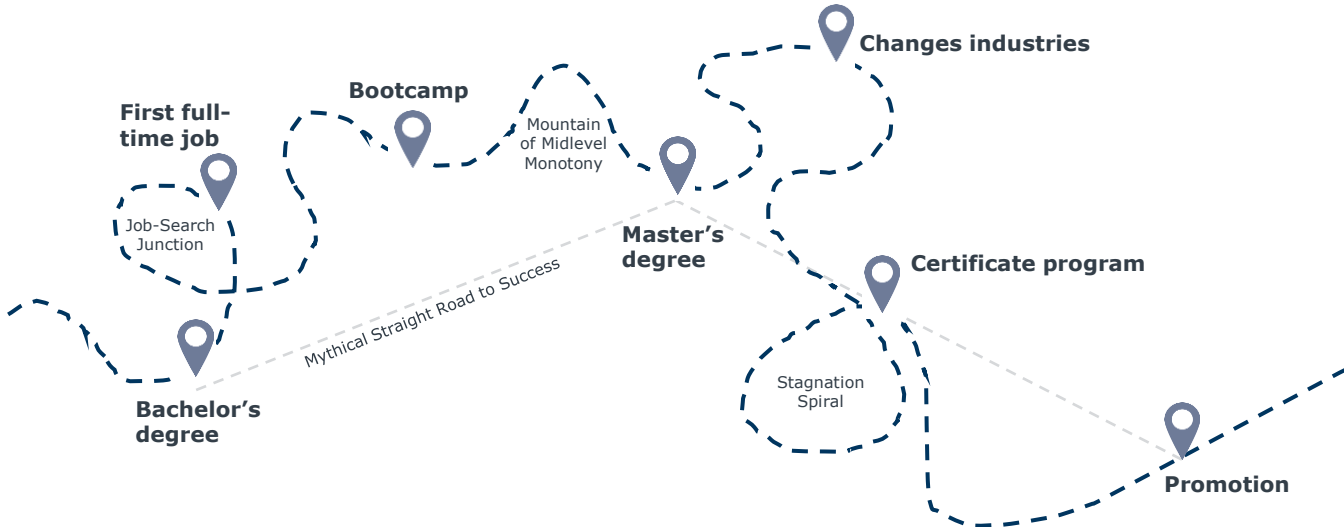 Changes industries
Bootcamp
First full-
time job
Mountain
of Midlevel
Monotony
Job-Search
Junction
Master’s
degree
Certificate program
Mythical Straight Road to Success
Stagnation
Spiral
Bachelor’s
degree
Promotion